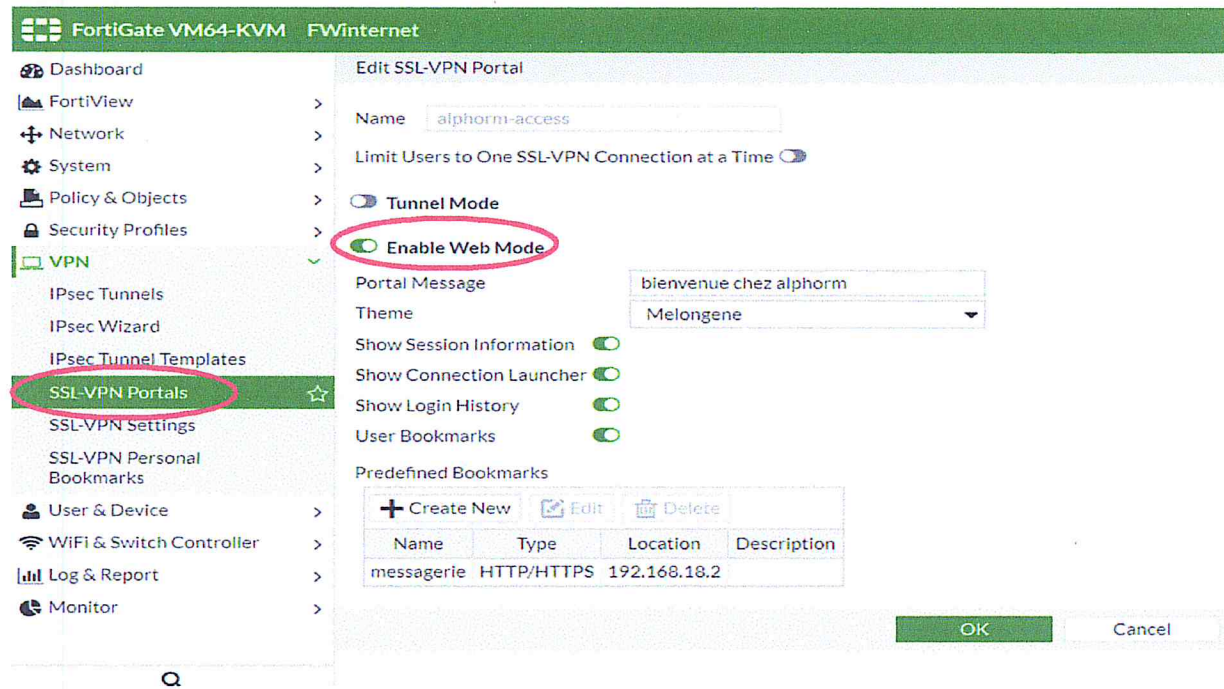 FortiGate VM64-KVM FWinternet
Dashboard
FortiView
Network
System
Policy & Objects
Security Profiles
VPN
IPsec Tunnels
IPsec Wizard
IPsec Tunnel Templates
SSL-VPN Portals
SSL-VPN Settings
SSL-VPN Personal
Bookmarks
User & Device
WiFi & Switch Controller
Log & Report
Monitor
Edit SSL-VPN Portal
Name alphorm-access
Limit Users to One SSL-VPN Connection at a Time
Tunnel Mode
Enable Web Mode
Portal Message bienvenue chez alphorm
Theme Melongene
Show Session Information
Show Connection Launcher
Show Login History
User Bookmarks
Predefined Bookmarks
Create New Edit Delete
Name Type Location Description
messagerie HTTP/HTTPS 192.168.18.2
OK Cancel